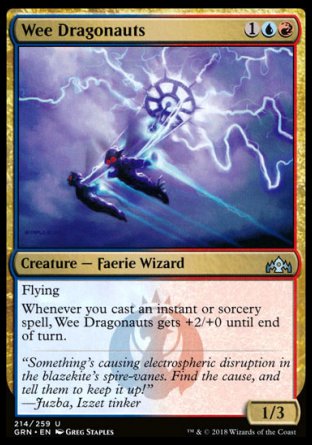 Wee Dragonauts 1
Creature — Faerie Wizard
Flying
Whenever you cast an instant or sorcery
spell, Wee Dragonauts gets +2/+0 until end
of turn.
"Something's causing electrospheric disruption in
the blazekite's spire-vanes. Find the cause, and
tell them to keep it up!"
—Juzba, Izzet tinker
1/3
214/259 U
GRN • EN Greg Staples
™ & © 2018 Wizards of the Coast